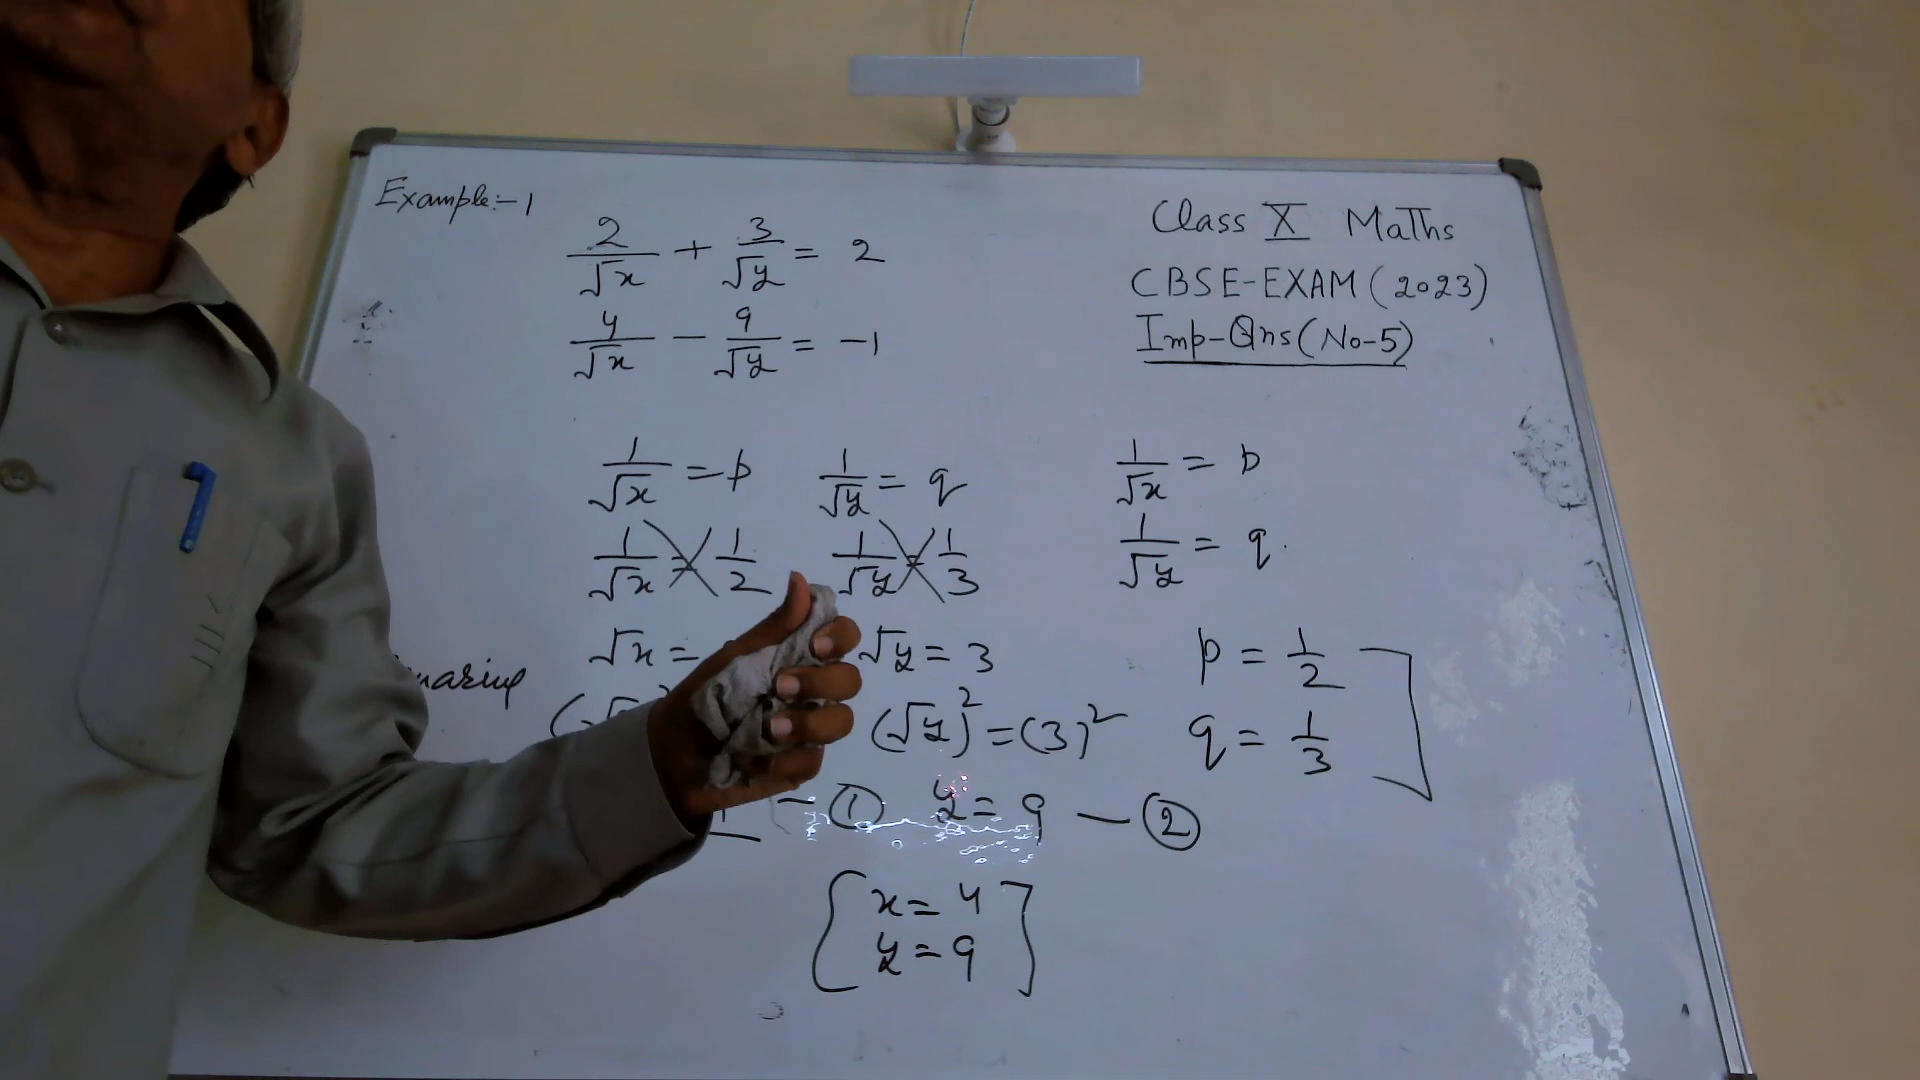 Example:-1
2/√x + 3/√y = 2
4/√x - 9/√y = -1
Class X Maths
CBSE-EXAM (2023)
Imp-Qns (No-5)
1/√x = p 1/√y = q
1/√x = 1/2 1/√y = 1/3
√x = √y = 3
(√y)² = (3)²
- ① y = 9 - ②
x = 4
y = 9
1/√x = p
1/√y = q
p = 1/2
q = 1/3